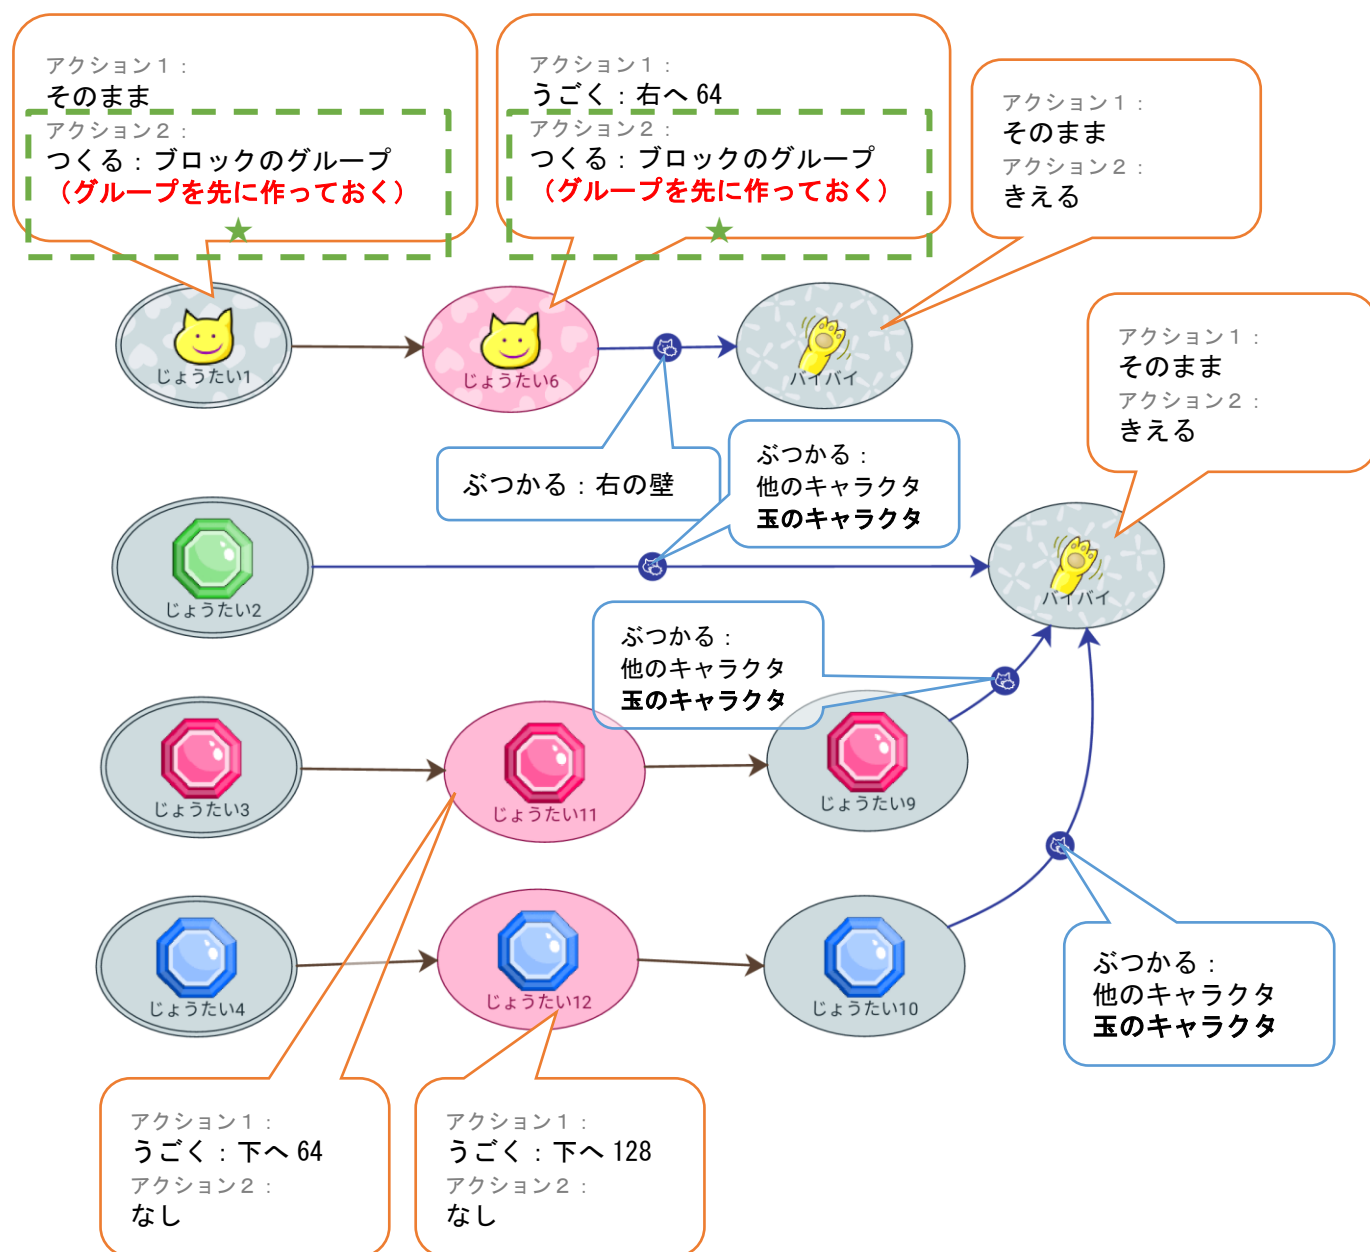 アクション１：
そのまま
アクション２：
つくる：ブロックのグループ
（グループを先に作っておく）
★
アクション１：
うごく：右へ 64
アクション２：
つくる：ブロックのグループ
（グループを先に作っておく）
★
アクション１：
そのまま
アクション２：
きえる
じょうたい1
じょうたい6
バイバイ
アクション１：
そのまま
アクション２：
きえる
ぶつかる：右の壁
ぶつかる：
他のキャラクタ
玉のキャラクタ
じょうたい2
バイバイ
ぶつかる：
他のキャラクタ
玉のキャラクタ
じょうたい3
じょうたい11
じょうたい9
じょうたい4
じょうたい12
じょうたい10
ぶつかる：
他のキャラクタ
玉のキャラクタ
アクション１：
うごく：下へ 64
アクション２：
なし
アクション１：
うごく：下へ 128
アクション２：
なし